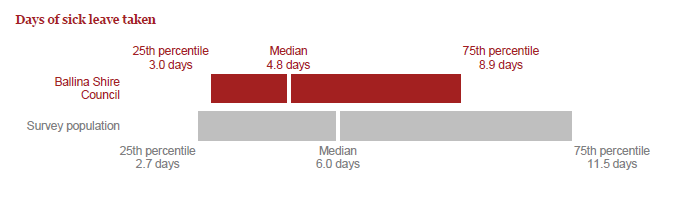 Days of sick leave taken
25th percentile
3.0 days
Median
4.8 days
75th percentile
8.9 days
Ballina Shire
Council
Survey population
25th percentile
2.7 days
Median
6.0 days
75th percentile
11.5 days